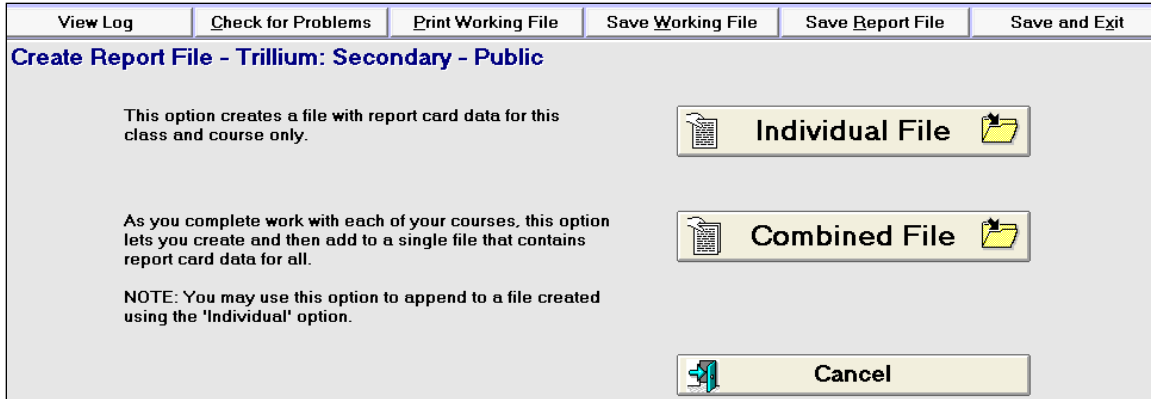 View Log
Check for Problems
Print Working File
Save Working File
Save Report File
Save and Exit
Create Report File - Trillium: Secondary - Public
This option creates a file with report card data for this
class and course only.
Individual File
As you complete work with each of your courses, this option
lets you create and then add to a single file that contains
report card data for all.
Combined File
NOTE: You may use this option to append to a file created
using the 'Individual' option.
Cancel